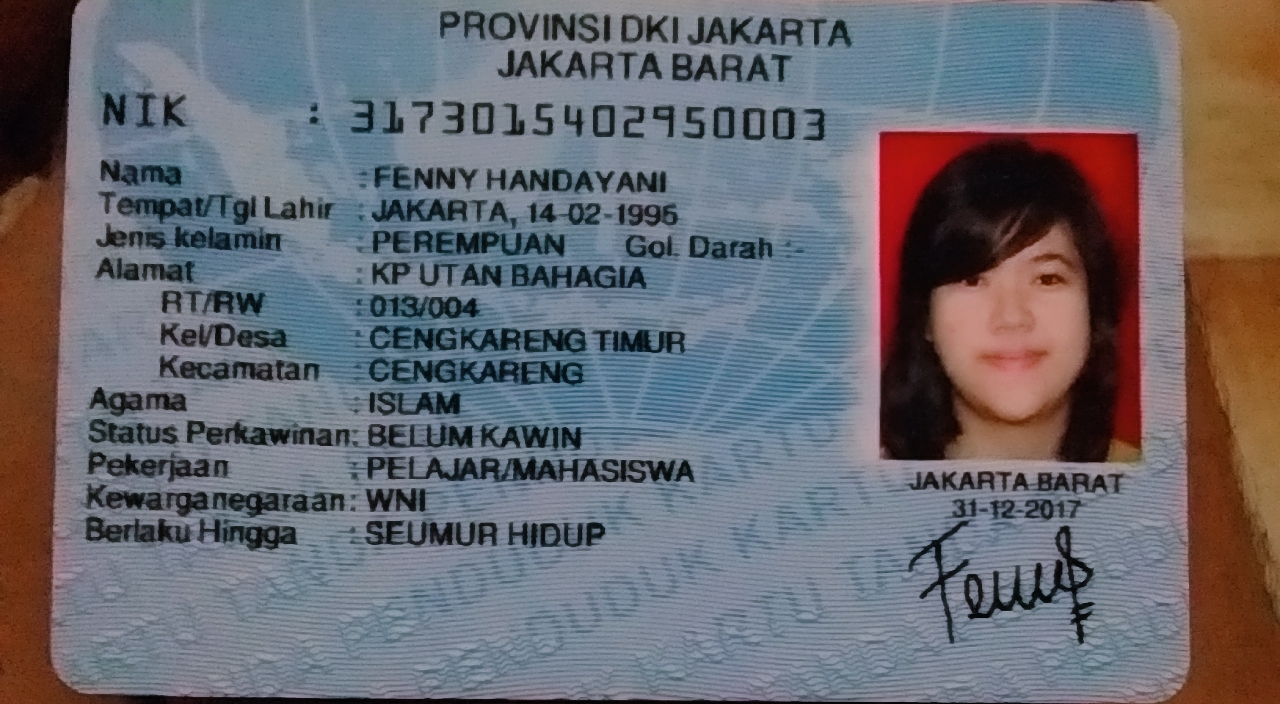 PROVINSI DKI JAKARTA
JAKARTA BARAT
NIK : 3173015402950003
Nama : FENNY HANDAYANI
Tempat/Tgl Lahir : JAKARTA, 14-02-1995
Jenis kelamin : PEREMPUAN Gol. Darah :-
Alamat : KP UTAN BAHAGIA
RT/RW : 013/004
Kel/Desa : CENGKARENG TIMUR
Kecamatan : CENGKARENG
Agama : ISLAM
Status Perkawinan: BELUM KAWIN
Pekerjaan : PELAJAR/MAHASISWA
Kewarganegaraan: WNI
Berlaku Hingga : SEUMUR HIDUP
JAKARTA BARAT
31-12-2017